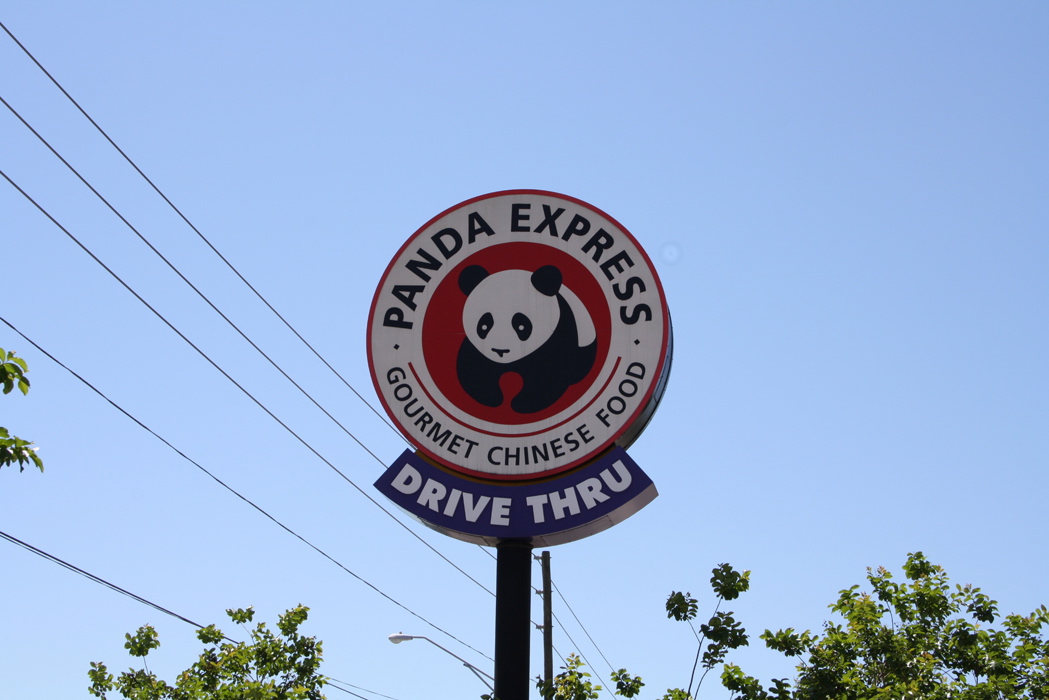 PANDA EXPRESS
GOURMET CHINESE FOOD
DRIVE THRU